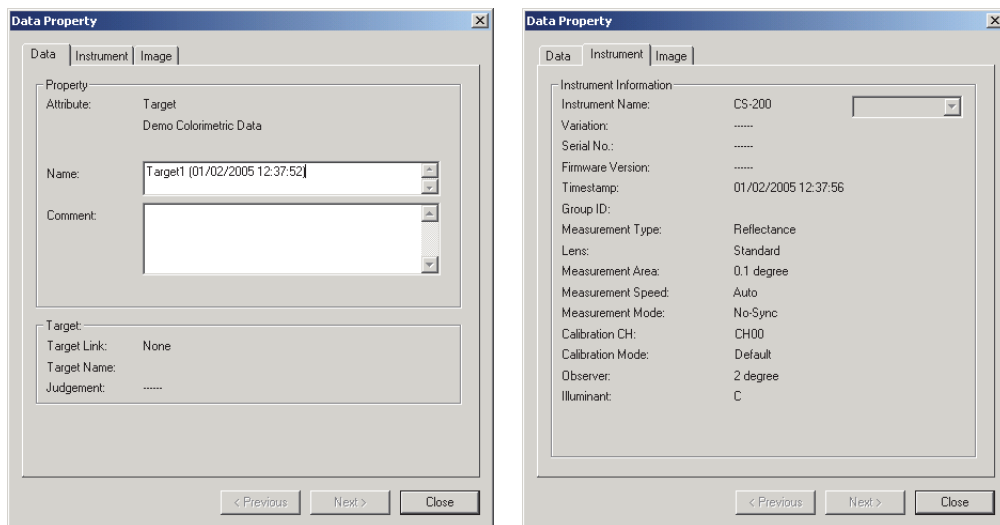 Data Property
Data Instrument Image
Property
Attribute: Target
Demo Colorimetric Data
Name: Target1 (01/02/2005 12:37:52)
Comment:
Target:
Target Link: None
Target Name:
Judgement: ------
< Previous Next > Close
Data Property
Data Instrument Image
Instrument Information
Instrument Name: CS-200
Variation: ------
Serial No.: ------
Firmware Version: ------
Timestamp: 01/02/2005 12:37:56
Group ID:
Measurement Type: Reflectance
Lens: Standard
Measurement Area: 0.1 degree
Measurement Speed: Auto
Measurement Mode: No-Sync
Calibration CH: CH00
Calibration Mode: Default
Observer: 2 degree
Illuminant: C
< Previous Next > Close